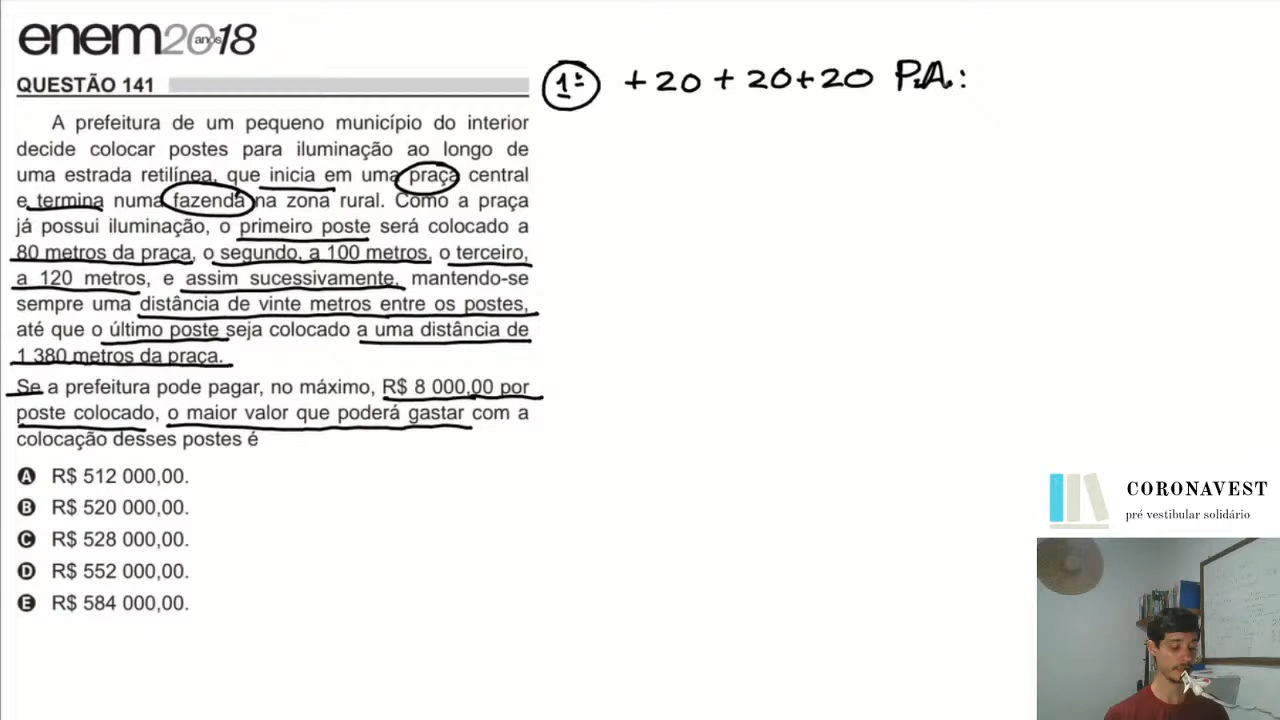 enem2018
anos
QUESTÃO 141
1º +20 + 20+20 P.A.:
A prefeitura de um pequeno município do interior
decide colocar postes para iluminação ao longo de
uma estrada retilínea, que inicia em uma praça central
e termina numa fazenda na zona rural. Como a praça
já possui iluminação, o primeiro poste será colocado a
80 metros da praça, o segundo, a 100 metros, o terceiro,
a 120 metros, e assim sucessivamente, mantendo-se
sempre uma distância de vinte metros entre os postes,
até que o último poste seja colocado a uma distância de
1 380 metros da praça.
Se a prefeitura pode pagar, no máximo, R$ 8 000,00 por
poste colocado, o maior valor que poderá gastar com a
colocação desses postes é
A R$ 512 000,00.
B R$ 520 000,00.
C R$ 528 000,00.
D R$ 552 000,00.
E R$ 584 000,00.
CORONAVEST
pré vestibular solidário